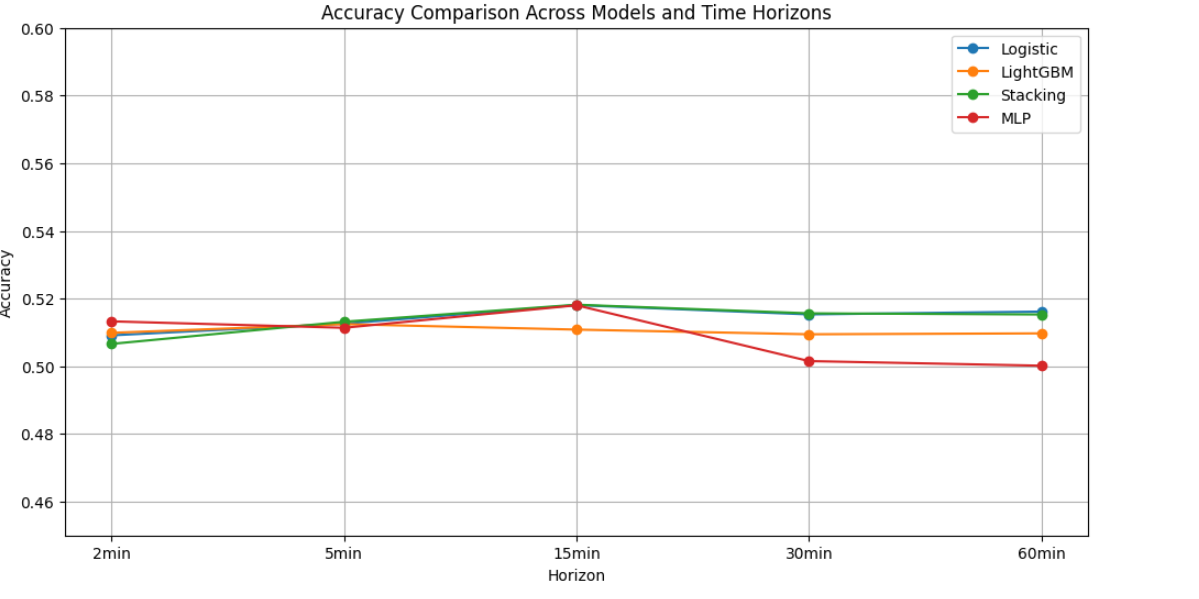 Accuracy Comparison Across Models and Time Horizons
0.60
0.58
0.56
0.54
0.52
0.50
0.48
0.46
Accuracy
Logistic
LightGBM
Stacking
MLP
2min
5min
15min
30min
60min
Horizon